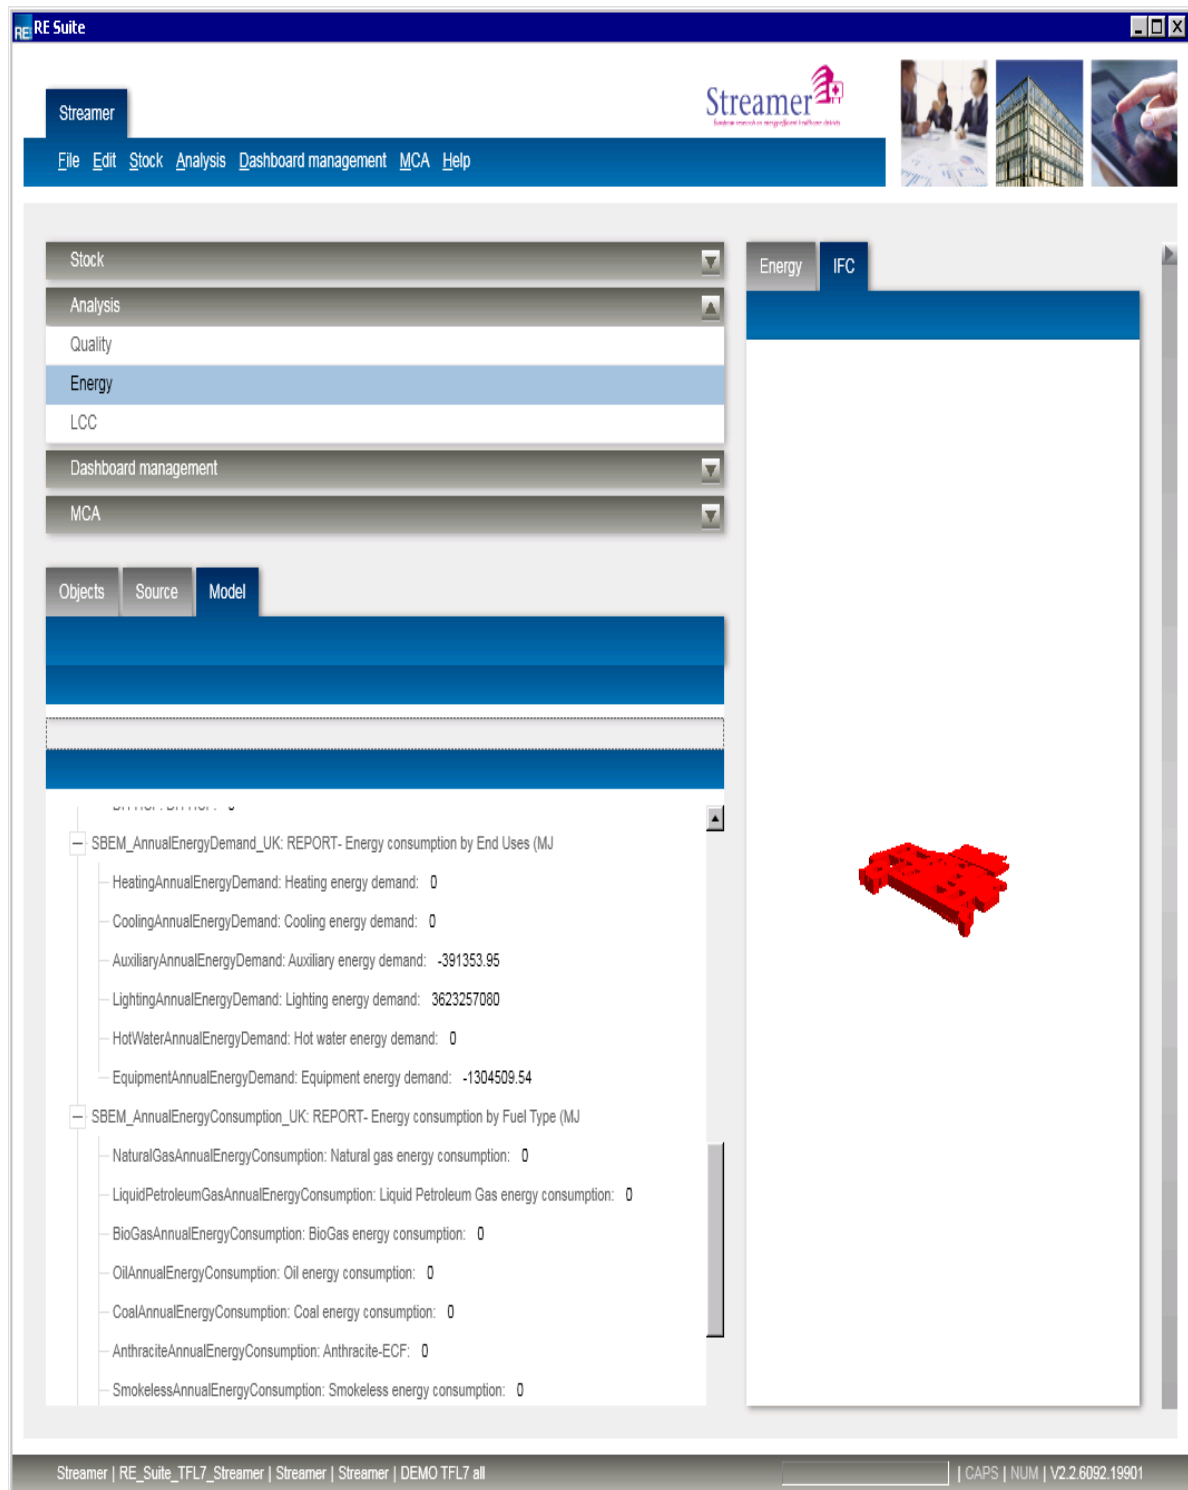 RE RE Suite
Streamer
Streamer
File Edit Stock Analysis Dashboard management MCA Help
Stock
Analysis
Quality
Energy
LCC
Dashboard management
MCA
Energy IFC
Objects Source Model
SBEM_AnnualEnergyDemand_UK: REPORT- Energy consumption by End Uses (MJ
HeatingAnnualEnergyDemand: Heating energy demand: 0
CoolingAnnualEnergyDemand: Cooling energy demand: 0
AuxiliaryAnnualEnergyDemand: Auxiliary energy demand: -391353.95
LightingAnnualEnergyDemand: Lighting energy demand: 3623257080
HotWaterAnnualEnergyDemand: Hot water energy demand: 0
EquipmentAnnualEnergyDemand: Equipment energy demand: -1304509.54
SBEM_AnnualEnergyConsumption_UK: REPORT- Energy consumption by Fuel Type (MJ
NaturalGasAnnualEnergyConsumption: Natural gas energy consumption: 0
LiquidPetroleumGasAnnualEnergyConsumption: Liquid Petroleum Gas energy consumption: 0
BioGasAnnualEnergyConsumption: BioGas energy consumption: 0
OilAnnualEnergyConsumption: Oil energy consumption: 0
CoalAnnualEnergyConsumption: Coal energy consumption: 0
AnthraciteAnnualEnergyConsumption: Anthracite-ECF: 0
SmokelessAnnualEnergyConsumption: Smokeless energy consumption: 0
Streamer | RE_Suite_TFL7_Streamer | Streamer | Streamer | DEMO TFL7 all
| CAPS | NUM | V2.2.6092.19901